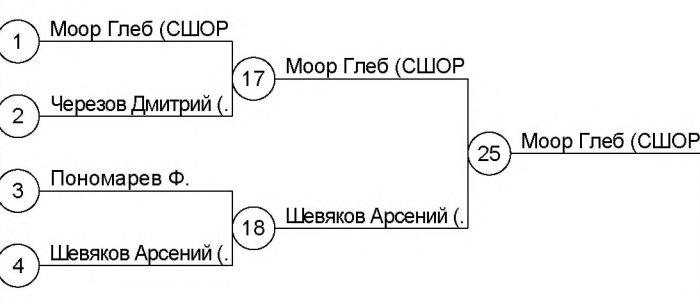 1
Моор Глеб (СШОР
2
Черезов Дмитрий (.
17
Моор Глеб (СШОР
3
Пономарев Ф.
4
Шевяков Арсений (.
18
Шевяков Арсений (.
25
Моор Глеб (СШОР